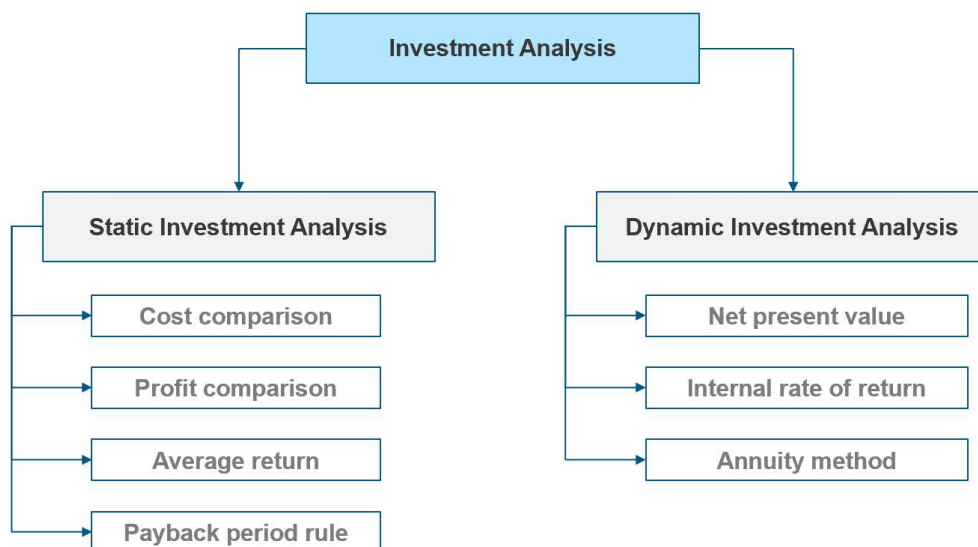 Investment Analysis
Static Investment Analysis
Cost comparison
Profit comparison
Average return
Payback period rule
Dynamic Investment Analysis
Net present value
Internal rate of return
Annuity method